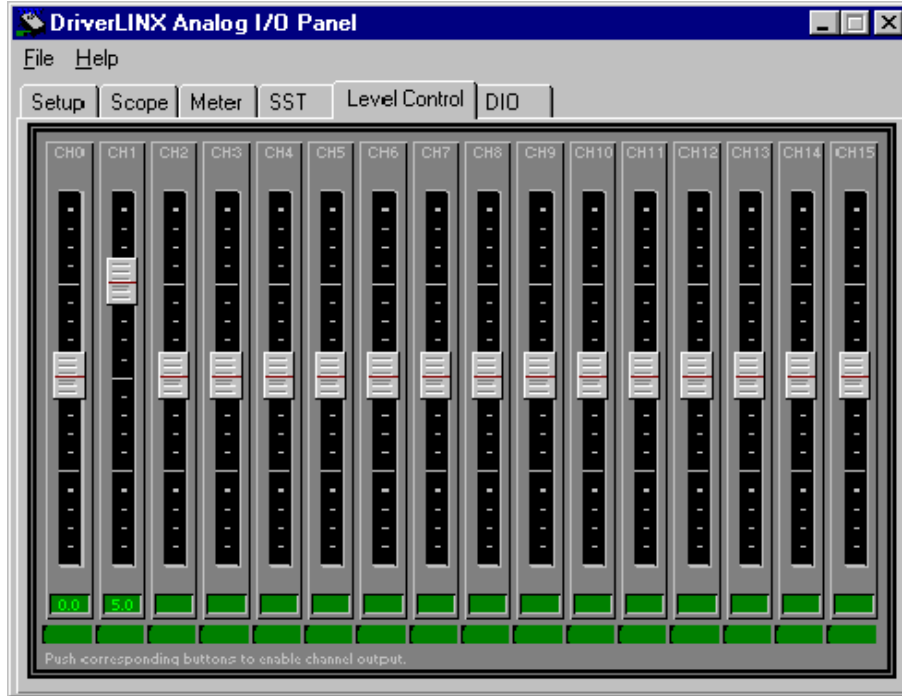 DriverLINX Analog I/O Panel
File Help
Setup Scope Meter SST Level Control DIO
CH0 CH1 CH2 CH3 CH4 CH5 CH6 CH7 CH8 CH9 CH10 CH11 CH12 CH13 CH14 CH15
0.0 5.0
Push corresponding buttons to enable channel output.